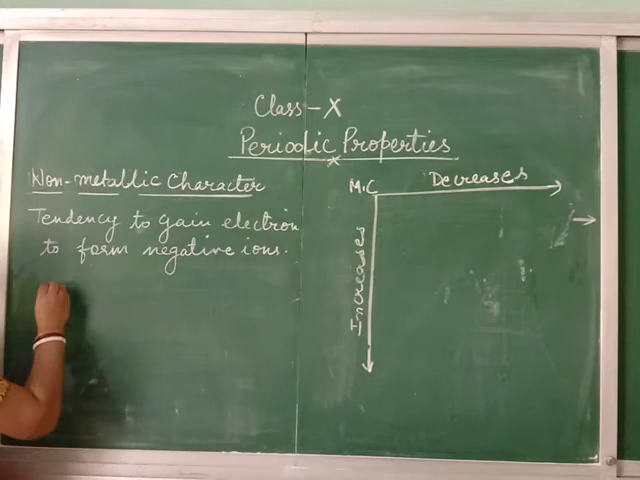 Class-X
Periodic Properties
Non-metallic Character
Tendency to gain electron
to form negative ions.
M.C
Decreases
Increases